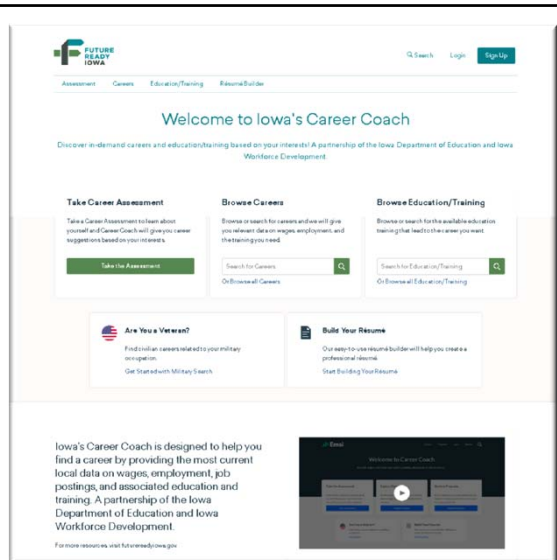 FUTURE
READY
IOWA
Search Login Sign Up
Assessment Careers Education/Training Résumé Builder
Welcome to Iowa's Career Coach
Discover in-demand careers and education/training based on your interests! A partnership of the Iowa Department of Education and Iowa
Workforce Development.
Take Career Assessment
Take a Career Assessment to learn about
yourself and Career Coach will give you career
suggestions based on your interests.
Take the Assessment
Browse Careers
Browse or search for careers and we will give
you relevant data on wages, employment, and
the training you need.
Search for Careers
Or Browse all Careers
Browse Education/Training
Browse or search for the available education
training that lead to the career you want.
Search for Education/Training
Or Browse all Education/Training
Are You a Veteran?
Find civilian careers related to your military
occupation.
Get Started with Military Search
Build Your Résumé
Our easy-to-use résumé builder will help you create a
professional résumé.
Start Building Your Résumé
Iowa's Career Coach is designed to help you
find a career by providing the most current
local data on wages, employment, job
postings, and associated education and
training. A partnership of the Iowa
Department of Education and Iowa
Workforce Development.
For more resources, visit futurereadyiowa.gov
Emsi
Welcome to Career Coach